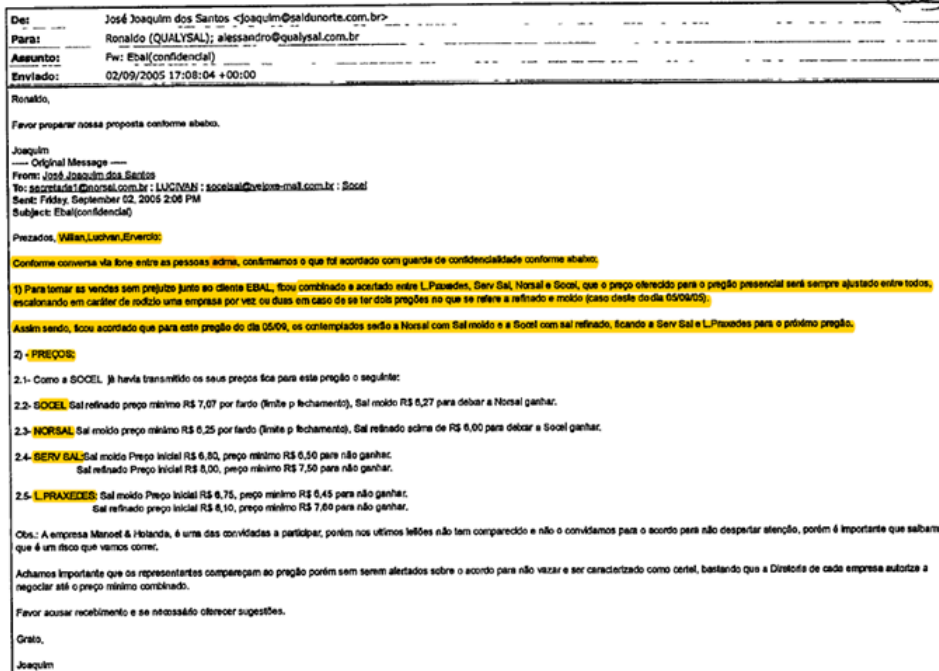 De: José Joaquim dos Santos <joaquim@saldunorte.com.br>
Para: Ronaldo (QUALYSAL); alessandro@qualysal.com.br
Assunto: Fw: Ebal(confidencial)
Enviado: 02/09/2005 17:08:04 +00:00
Ronaldo,
Favor preparar nossa proposta conforme abaixo.
Joaquim
----- Original Message -----
From: José Joaquim dos Santos
To: secretaria1@norsal.com.br ; LUCIVAN ; socelsal@veloxe-mail.com.br ; Socel
Sent: Friday, September 02, 2005 2:06 PM
Subject: Ebal(confidencial)
Prezados, Wilian,Lucivan,Ervercio:
Conforme conversa via fone entre as pessoas acima, confirmamos o que foi acordado com guarda de confidencialidade conforme abaixo:
1) Para tornar as vendas sem prejuizo junto ao cliente EBAL, ficou combinado e acertado entre L.Praxedes, Serv Sal, Norsal e Socel, que o preço oferecido para o pregão presencial será sempre ajustado entre todos,
escalonando em caráter de rodizio uma empresa por vez ou duas em caso de se ter dois pregões no que se refere a refinado e moido (caso deste do dia 05/09/05).
Assim sendo, ficou acordado que para este pregão do dia 05/09, os contemplados serão a Norsal com Sal moido e a Socel com sal refinado, ficando a Serv Sal e L.Praxedes para o próximo pregão.
2) - PREÇOS:
2.1- Como a SOCEL já havia transmitido os seus preços fica para este pregão o seguinte:
2.2- SOCEL Sal refinado preço minimo R$ 7,07 por fardo (limite p fechamento), Sal moido R$ 6,27 para deixar a Norsal ganhar.
2.3- NORSAL Sal moido preço minimo R$ 6,25 por fardo (limite p fechamento), Sal refinado acima de R$ 8,00 para deixar a Socel ganhar.
2.4- SERV SAL:Sal moido Preço inicial R$ 6,80, preço minimo R$ 6,50 para não ganhar.
Sal refinado Preço inicial R$ 8,00, preço minimo R$ 7,50 para não ganhar.
2.5- L.PRAXEDES: Sal moido Preço inicial R$ 6,75, preço minimo R$ 6,45 para não ganhar.
Sal refinado preço inicial R$ 8,10, preço minimo R$ 7,60 para não ganhar.
Obs.: A empresa Manoel & Holanda, é uma das convidadas a participar, porém nos ultimos leilões não tem comparecido e não o convidamos para o acordo para não despertar atenção, porém é importante que saibam
que é um risco que vamos correr.
Achamos importante que os representantes compareçam ao pregão porém sem serem alertados sobre o acordo para não vazar e ser caracterizado como cartel, bastando que a Diretoria de cada empresa autorize a
negociar até o preço minimo combinado.
Favor acusar recebimento e se necessário oferecer sugestões.
Grato,
Joaquim